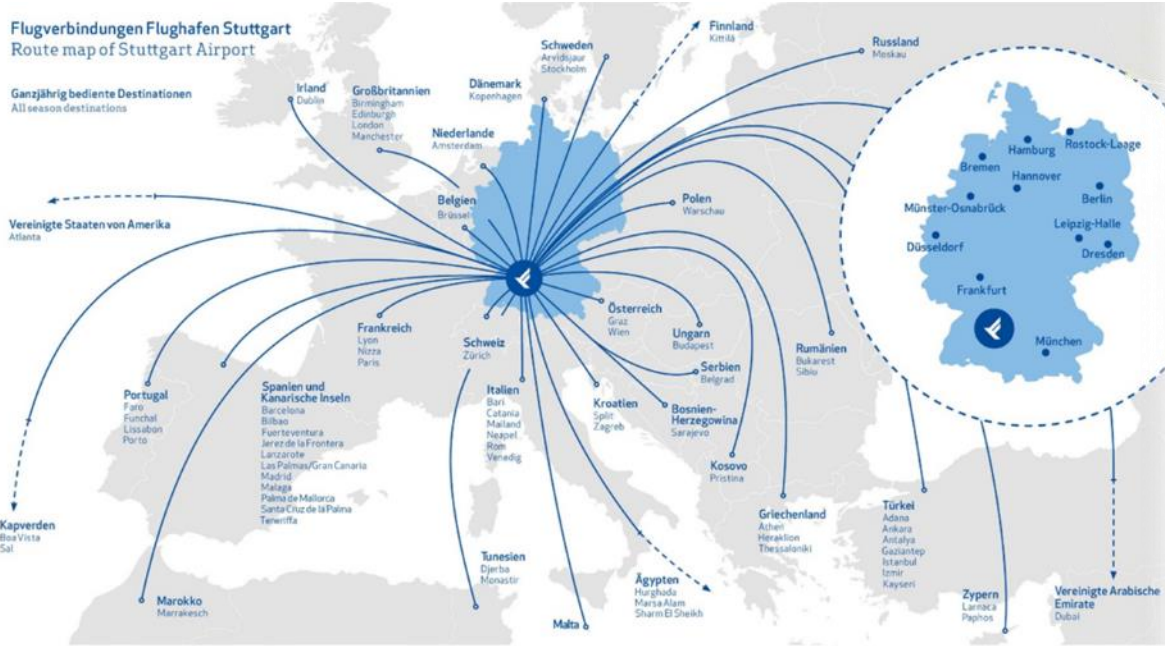 Flugverbindungen Flughafen Stuttgart
Route map of Stuttgart Airport
Ganzjährig bediente Destinationen
All season destinations
Irland
Dublin
Großbritannien
Birmingham
Edinburgh
London
Manchester
Niederlande
Amsterdam
Belgien
Brüssel
Dänemark
Kopenhagen
Schweden
Arvidsjaur
Stockholm
Finnland
Kittilä
Russland
Moskau
Polen
Warschau
Vereinigte Staaten von Amerika
Atlanta
Kapverden
Boa Vista
Sal
Portugal
Faro
Funchal
Lissabon
Porto
Spanien und
Kanarische Inseln
Barcelona
Bilbao
Fuerteventura
Jerez de la Frontera
Lanzarote
Las Palmas/Gran Canaria
Madrid
Malaga
Palma de Mallorca
Santa Cruz de la Palma
Teneriffa
Marokko
Marrakesch
Frankreich
Lyon
Nizza
Paris
Schweiz
Zürich
Italien
Bari
Catania
Mailand
Neapel
Rom
Venedig
Tunesien
Djerba
Monastir
Malta
Österreich
Graz
Wien
Kroatien
Split
Zagreb
Ungarn
Budapest
Serbien
Belgrad
Bosnien-
Herzegowina
Sarajevo
Kosovo
Pristina
Rumänien
Bukarest
Sibiu
Griechenland
Athen
Heraklion
Thessaloniki
Ägypten
Hurghada
Marsa Alam
Sharm El Sheikh
Türkei
Adana
Ankara
Antalya
Gaziantep
Istanbul
Izmir
Kayseri
Zypern
Larnaca
Paphos
Vereinigte Arabische
Emirate
Dubai
Rostock-Laage
Hamburg
Bremen
Hannover
Berlin
Münster-Osnabrück
Leipzig-Halle
Düsseldorf
Dresden
Frankfurt
München